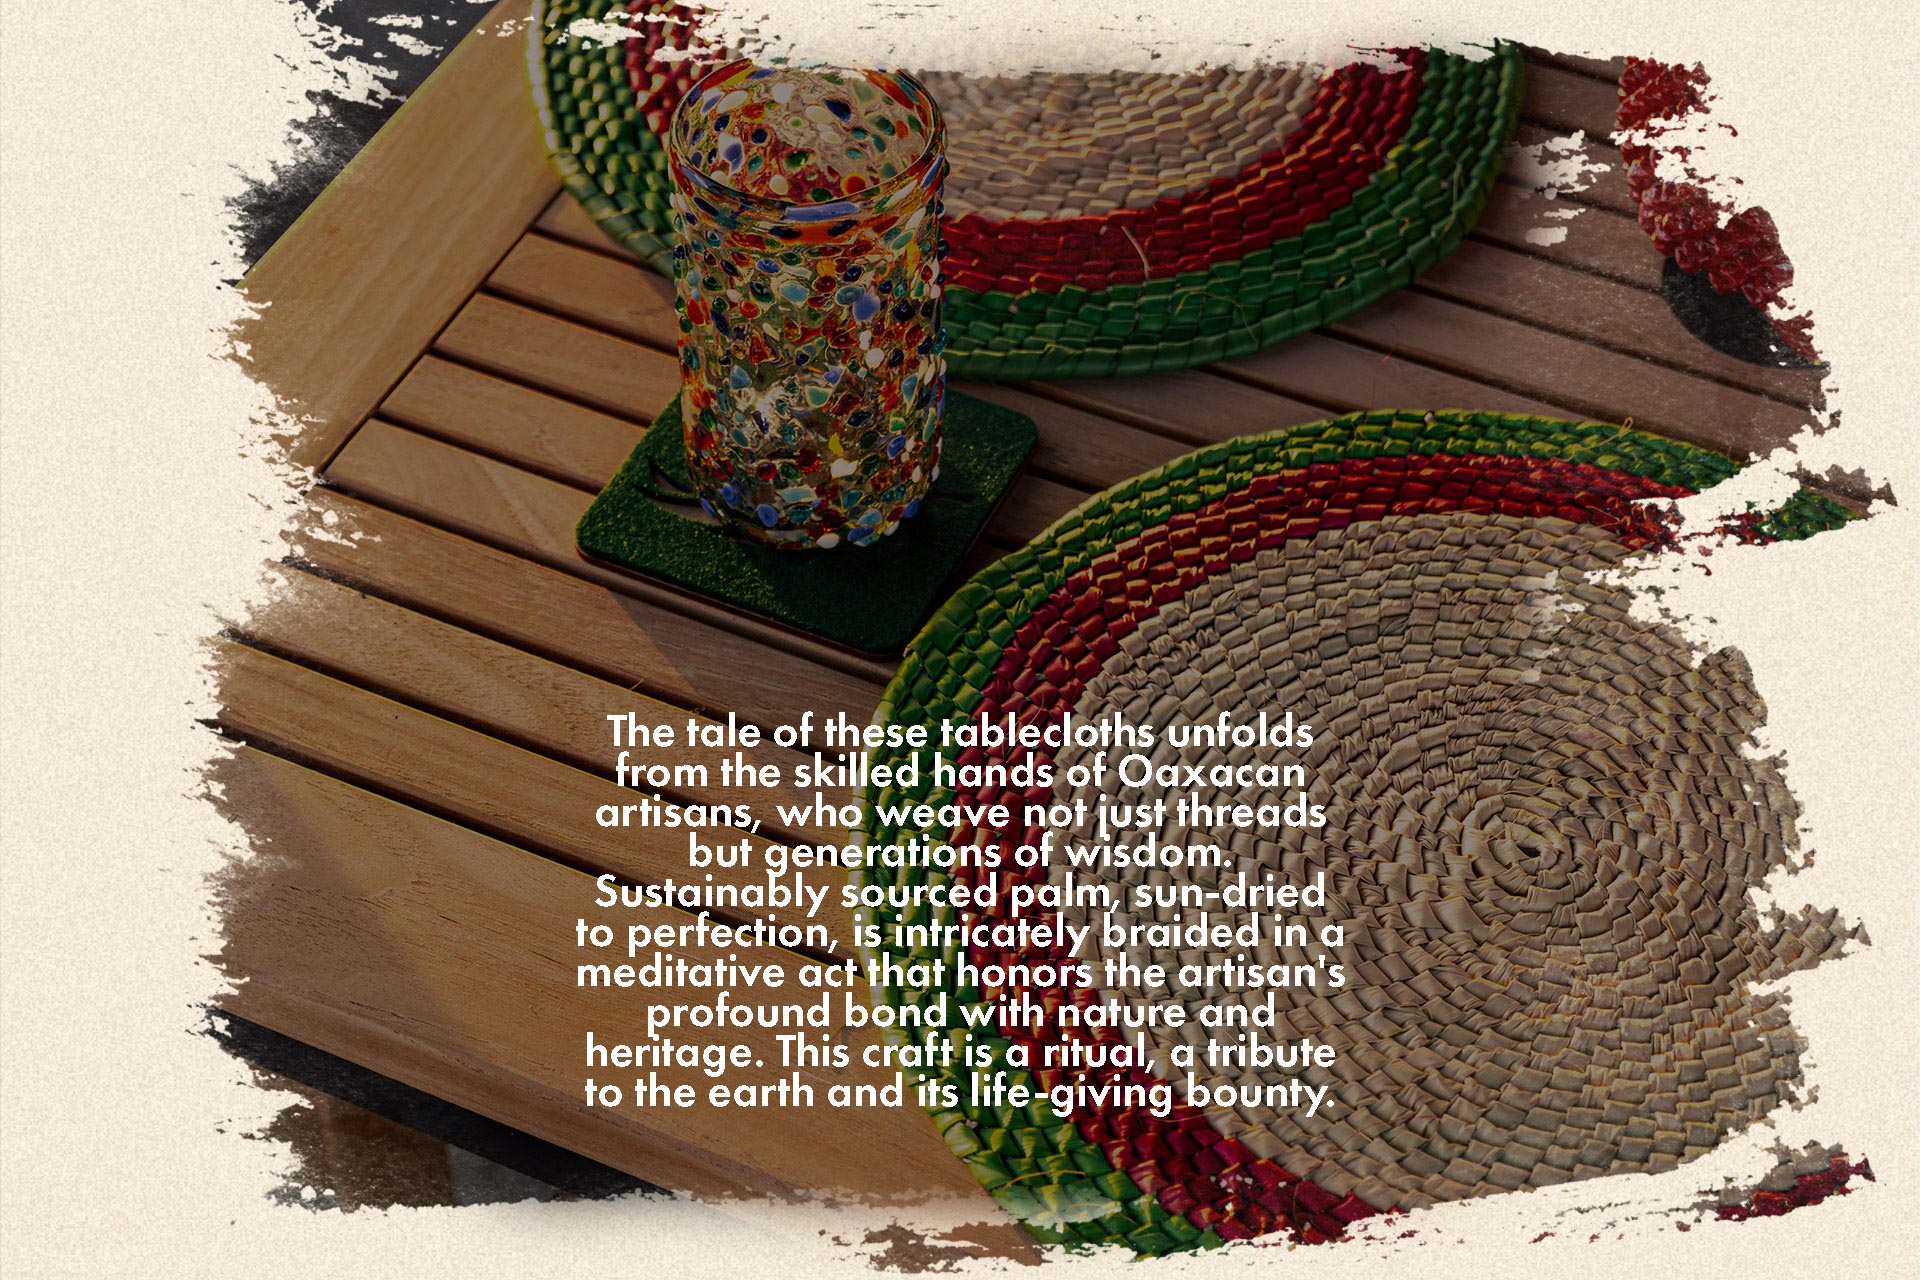 The tale of these tablecloths unfolds
from the skilled hands of Oaxacan
artisans, who weave not just threads
but generations of wisdom.
Sustainably sourced palm, sun-dried
to perfection, is intricately braided in a
meditative act that honors the artisan's
profound bond with nature and
heritage. This craft is a ritual, a tribute
to the earth and its life-giving bounty.